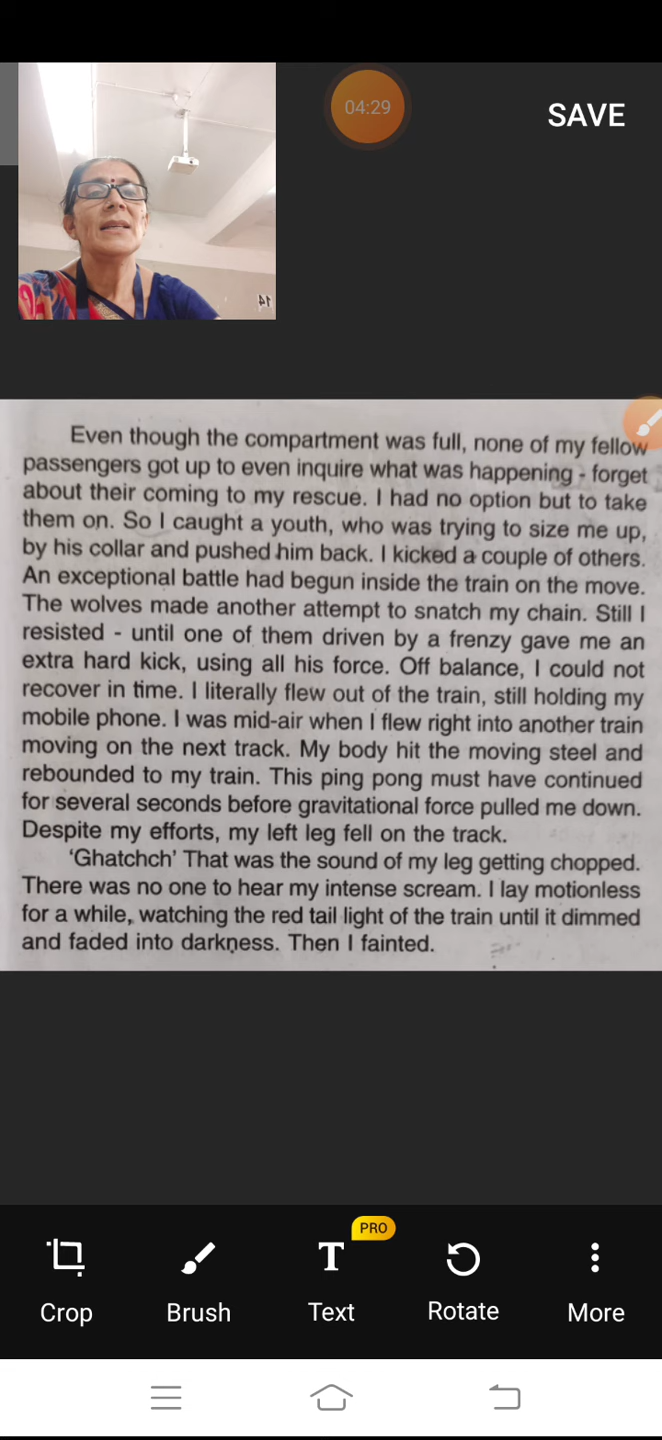 04:29
SAVE
14
Even though the compartment was full, none of my fellow
passengers got up to even inquire what was happening - forget
about their coming to my rescue. I had no option but to take
them on. So I caught a youth, who was trying to size me up,
by his collar and pushed him back. I kicked a couple of others.
An exceptional battle had begun inside the train on the move.
The wolves made another attempt to snatch my chain. Still I
resisted - until one of them driven by a frenzy gave me an
extra hard kick, using all his force. Off balance, I could not
recover in time. I literally flew out of the train, still holding my
mobile phone. I was mid-air when I flew right into another train
moving on the next track. My body hit the moving steel and
rebounded to my train. This ping pong must have continued
for several seconds before gravitational force pulled me down.
Despite my efforts, my left leg fell on the track.
‘Ghatchch’ That was the sound of my leg getting chopped.
There was no one to hear my intense scream. I lay motionless
for a while, watching the red tail light of the train until it dimmed
and faded into darkness. Then I fainted.
PRO
Crop Brush Text Rotate More